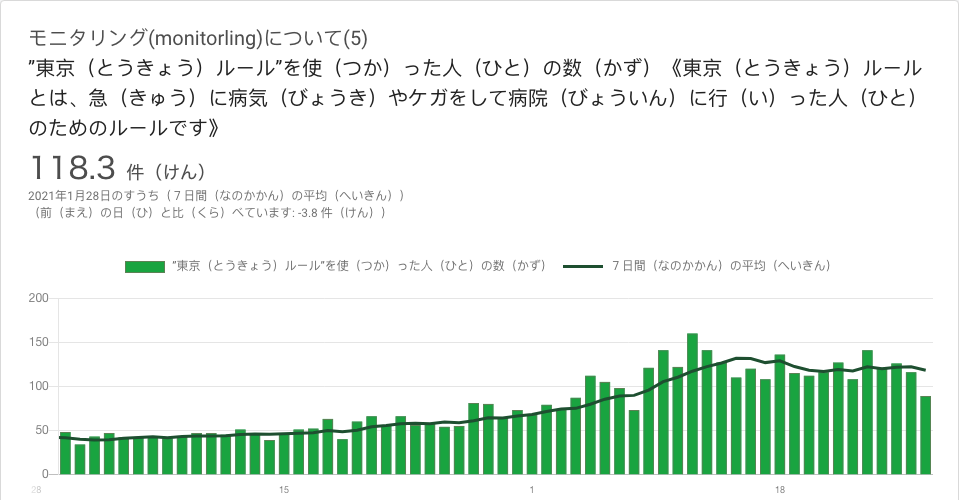 モニタリング(monitorling)について(5)
”東京（とうきょう）ルール”を使（つか）った人（ひと）の数（かず）《東京（とうきょう）ルール
とは、急（きゅう）に病気（びょうき）やケガをして病院（びょういん）に行（い）った人（ひと）
のためのルールです》
118.3 件（けん）
2021年1月28日のすうち（７日間（なのかかん）の平均（へいきん））
（前（まえ）の日（ひ）と比（くら）べています: -3.8 件（けん））
”東京（とうきょう）ルール”を使（つか）った人（ひと）の数（かず） ７日間（なのかかん）の平均（へいきん）
200
150
100
50
0
28 15 1 18